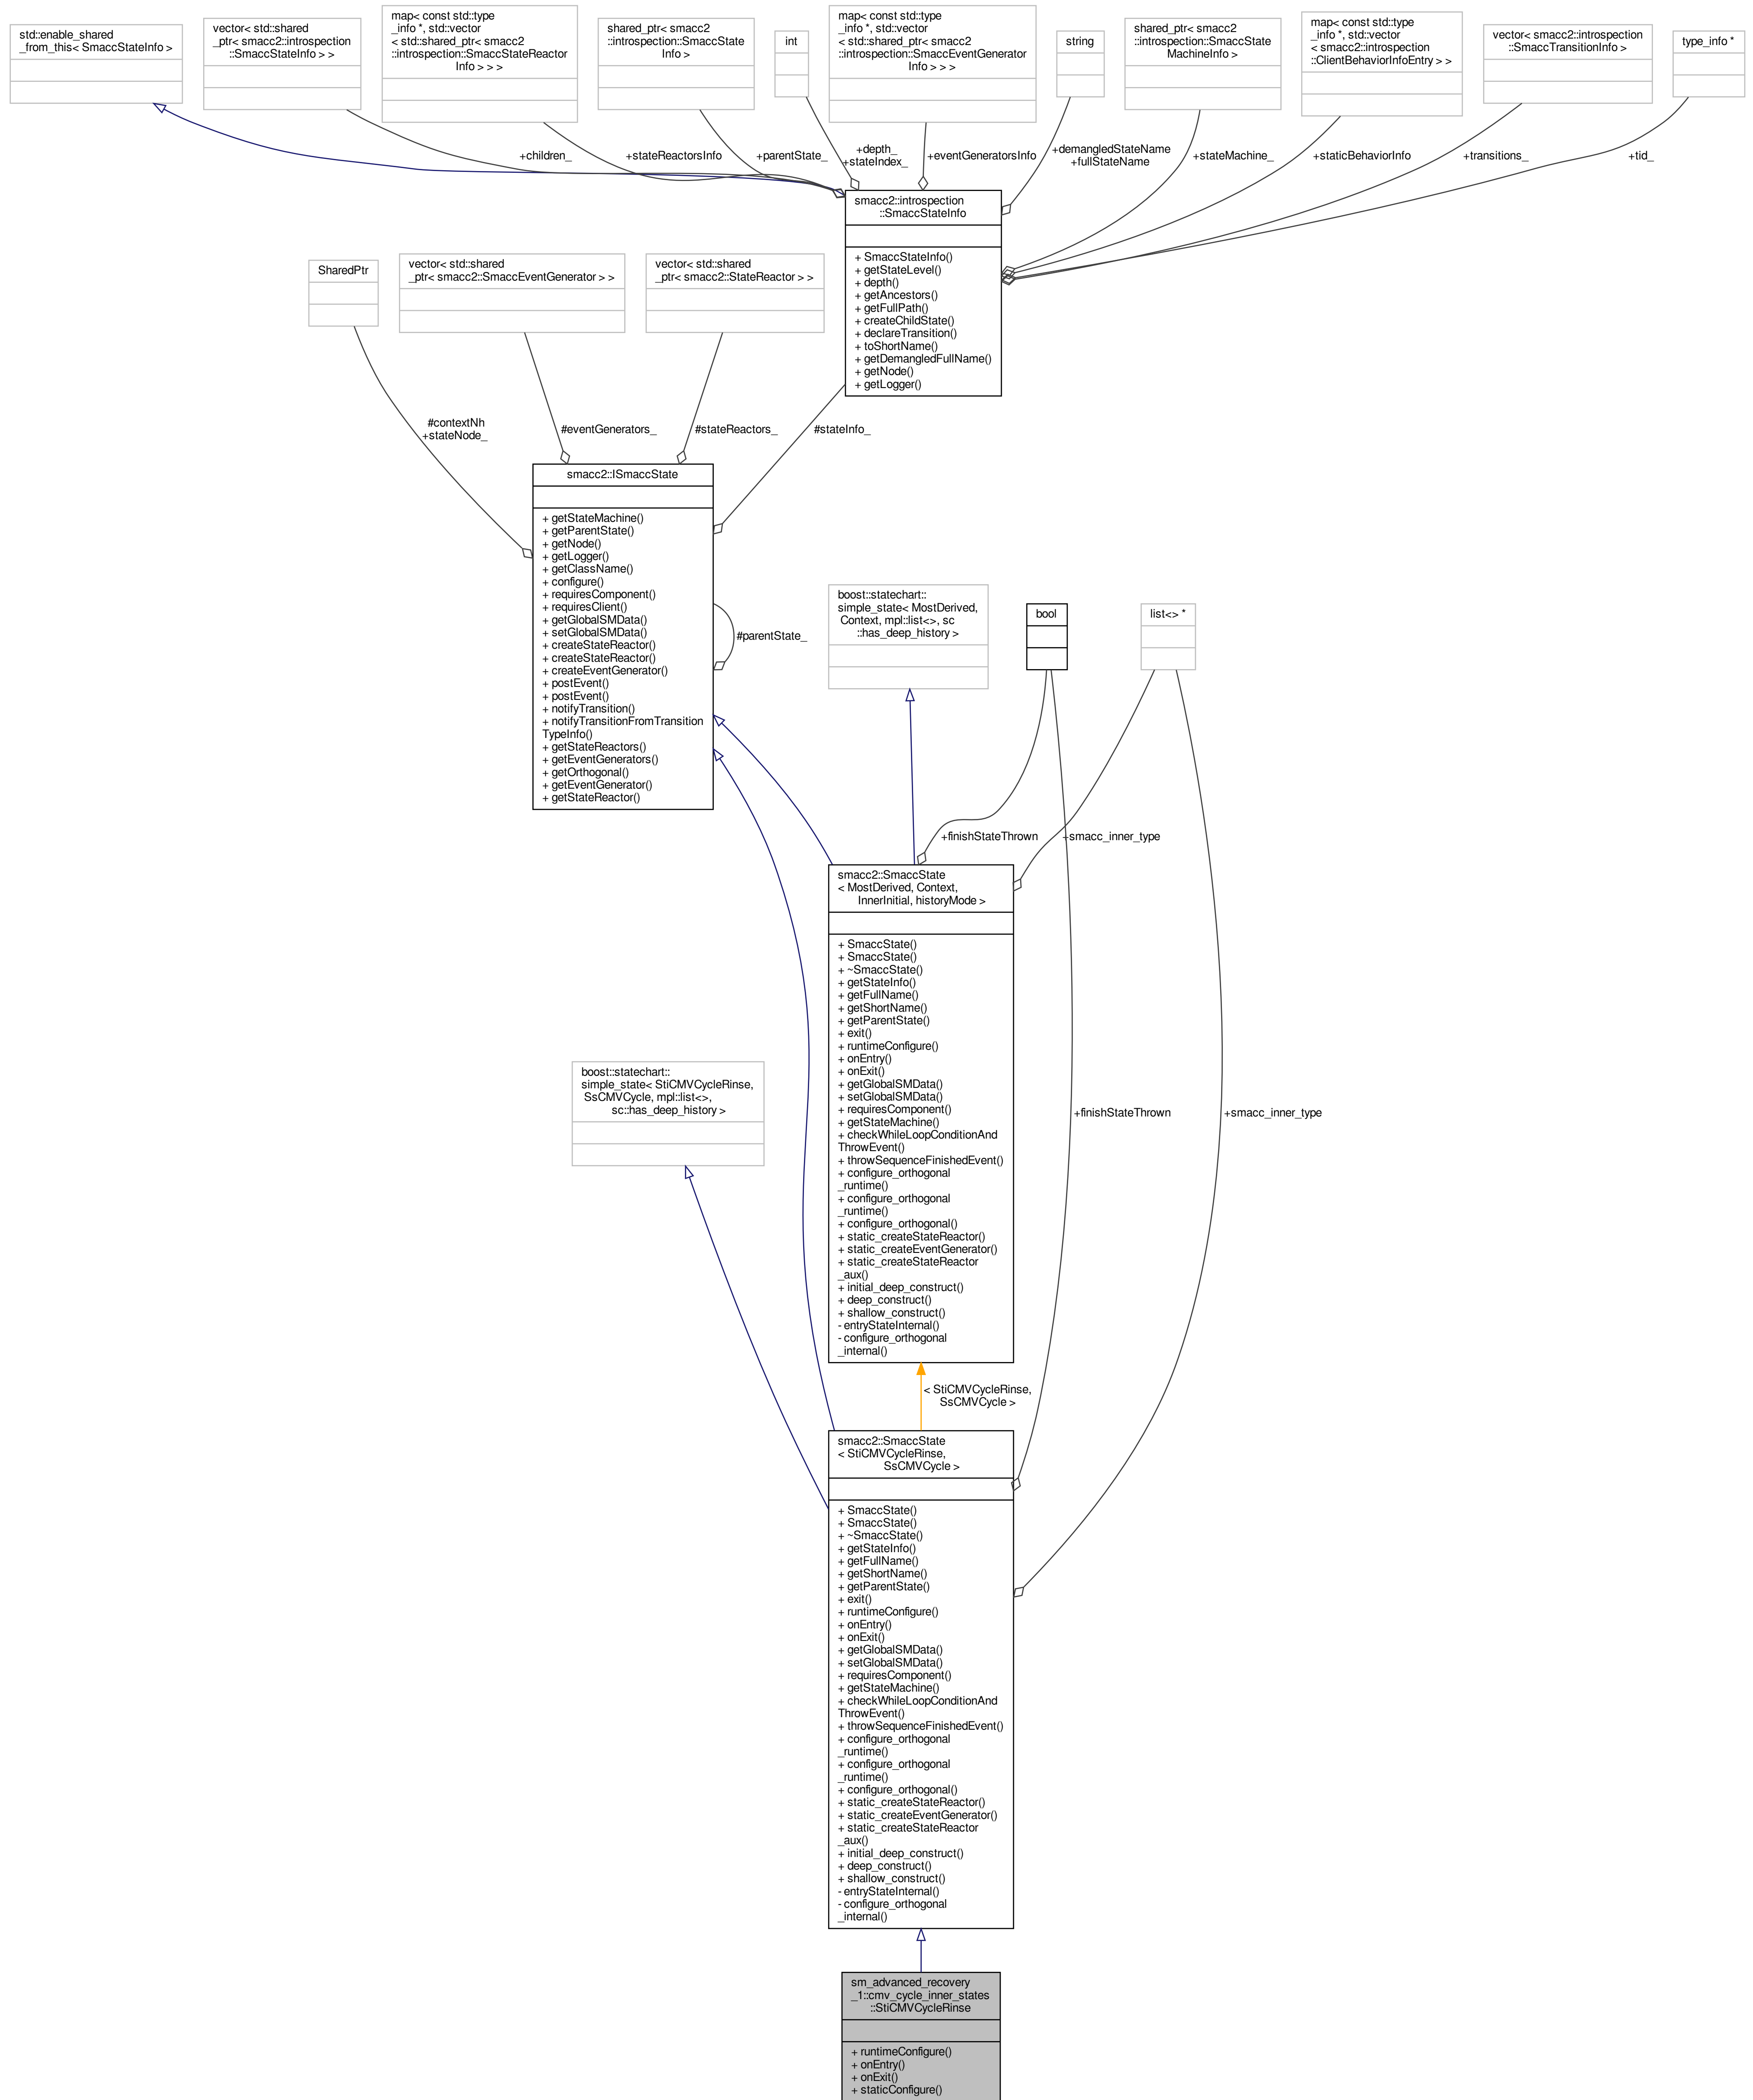 std::enable_shared
_from_this< SmaccStateInfo >
vector< std::shared
_ptr< smacc2::introspection
::SmaccStateInfo > >
map< const std::type
_info *, std::vector
< std::shared_ptr< smacc2
::introspection::SmaccStateReactor
Info > > >
shared_ptr< smacc2
::introspection::SmaccState
Info >
int
map< const std::type
_info *, std::vector
< std::shared_ptr< smacc2
::introspection::SmaccEventGenerator
Info > > >
string
shared_ptr< smacc2
::introspection::SmaccState
MachineInfo >
map< const std::type
_info *, std::vector
< smacc2::introspection
::ClientBehaviorInfoEntry > >
vector< smacc2::introspection
::SmaccTransitionInfo >
type_info *
+children_
+stateReactorsInfo
+parentState_
+depth_
+stateIndex_
+eventGeneratorsInfo
+demangledStateName
+fullStateName
+stateMachine_
+staticBehaviorInfo
+transitions_
+tid_
smacc2::introspection
::SmaccStateInfo
+ SmaccStateInfo()
+ getStateLevel()
+ depth()
+ getAncestors()
+ getFullPath()
+ createChildState()
+ declareTransition()
+ toShortName()
+ getDemangledFullName()
+ getNode()
+ getLogger()
SharedPtr
vector< std::shared
_ptr< smacc2::SmaccEventGenerator > >
vector< std::shared
_ptr< smacc2::StateReactor > >
#contextNh
+stateNode_
#eventGenerators_
#stateReactors_
#stateInfo_
smacc2::ISmaccState
+ getStateMachine()
+ getParentState()
+ getNode()
+ getLogger()
+ getClassName()
+ configure()
+ requiresComponent()
+ requiresClient()
+ getGlobalSMData()
+ setGlobalSMData()
+ createStateReactor()
+ createStateReactor()
+ createEventGenerator()
+ postEvent()
+ postEvent()
+ notifyTransition()
+ notifyTransitionFromTransition
TypeInfo()
+ getStateReactors()
+ getEventGenerators()
+ getOrthogonal()
+ getEventGenerator()
+ getStateReactor()
#parentState_
boost::statechart::
simple_state< MostDerived,
Context, mpl::list<>, sc
::has_deep_history >
bool
list<> *
+finishStateThrown
+smacc_inner_type
smacc2::SmaccState
< MostDerived, Context,
InnerInitial, historyMode >
+ SmaccState()
+ SmaccState()
+ ~SmaccState()
+ getStateInfo()
+ getFullName()
+ getShortName()
+ getParentState()
+ exit()
+ runtimeConfigure()
+ onEntry()
+ onExit()
+ getGlobalSMData()
+ setGlobalSMData()
+ requiresComponent()
+ getStateMachine()
+ checkWhileLoopConditionAnd
ThrowEvent()
+ throwSequenceFinishedEvent()
+ configure_orthogonal
_runtime()
+ configure_orthogonal
_runtime()
+ configure_orthogonal()
+ static_createStateReactor()
+ static_createEventGenerator()
+ static_createStateReactor
_aux()
+ initial_deep_construct()
+ deep_construct()
+ shallow_construct()
- entryStateInternal()
- configure_orthogonal
_internal()
boost::statechart::
simple_state< StiCMVCycleRinse,
SsCMVCycle, mpl::list<>,
sc::has_deep_history >
+finishStateThrown
+smacc_inner_type
< StiCMVCycleRinse,
SsCMVCycle >
smacc2::SmaccState
< StiCMVCycleRinse,
SsCMVCycle >
+ SmaccState()
+ SmaccState()
+ ~SmaccState()
+ getStateInfo()
+ getFullName()
+ getShortName()
+ getParentState()
+ exit()
+ runtimeConfigure()
+ onEntry()
+ onExit()
+ getGlobalSMData()
+ setGlobalSMData()
+ requiresComponent()
+ getStateMachine()
+ checkWhileLoopConditionAnd
ThrowEvent()
+ throwSequenceFinishedEvent()
+ configure_orthogonal
_runtime()
+ configure_orthogonal
_runtime()
+ configure_orthogonal()
+ static_createStateReactor()
+ static_createEventGenerator()
+ static_createStateReactor
_aux()
+ initial_deep_construct()
+ deep_construct()
+ shallow_construct()
- entryStateInternal()
- configure_orthogonal
_internal()
sm_advanced_recovery
_1::cmv_cycle_inner_states
::StiCMVCycleRinse
+ runtimeConfigure()
+ onEntry()
+ onExit()
+ staticConfigure()